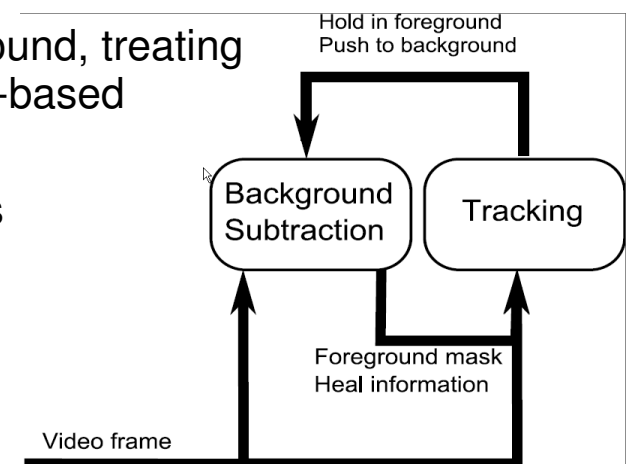 Hold in foreground
Push to background
ound, treating
-based
s
Background
Subtraction
Tracking
Foreground mask
Heal information
Video frame